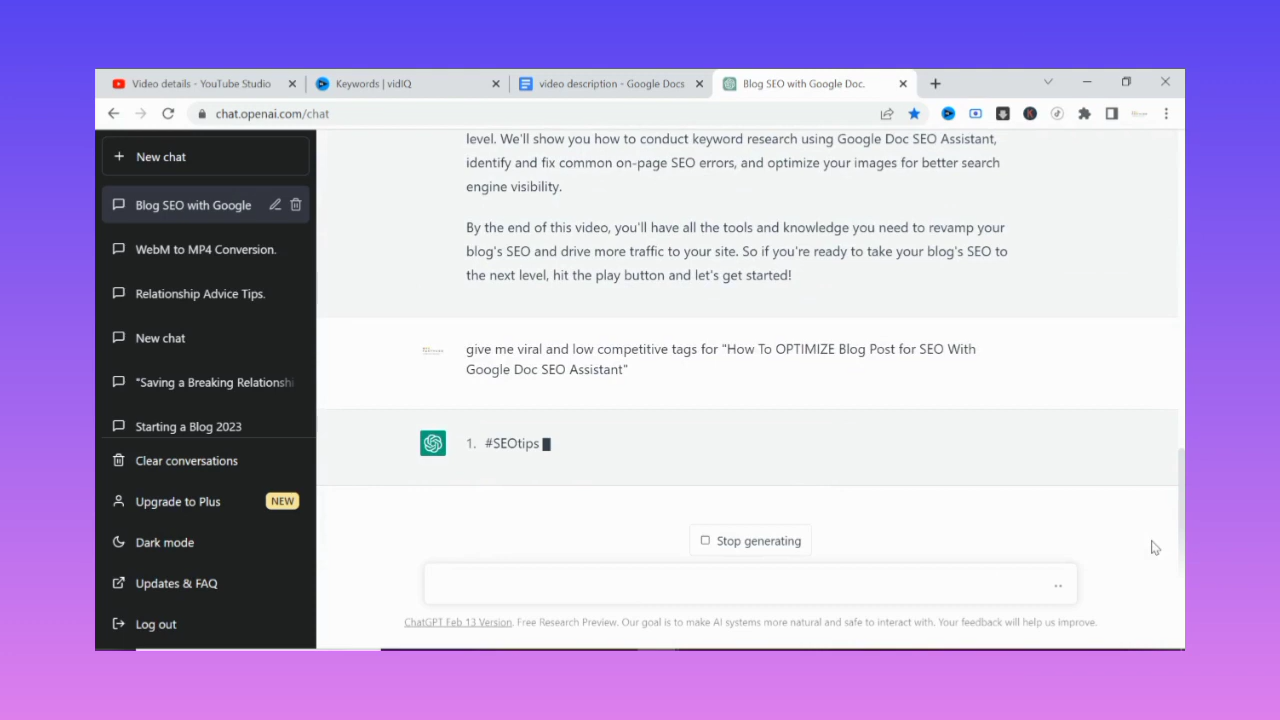 Video details - YouTube Studio
Keywords | vidIQ
video description - Google Docs
Blog SEO with Google Doc.
chat.openai.com/chat
New chat
Blog SEO with Google
WebM to MP4 Conversion.
Relationship Advice Tips.
New chat
"Saving a Breaking Relationshi
Starting a Blog 2023
Clear conversations
Upgrade to Plus NEW
Dark mode
Updates & FAQ
Log out
level. We'll show you how to conduct keyword research using Google Doc SEO Assistant,
identify and fix common on-page SEO errors, and optimize your images for better search
engine visibility.
By the end of this video, you'll have all the tools and knowledge you need to revamp your
blog's SEO and drive more traffic to your site. So if you're ready to take your blog's SEO to
the next level, hit the play button and let's get started!
give me viral and low competitive tags for "How To OPTIMIZE Blog Post for SEO With
Google Doc SEO Assistant"
1. #SEOtips
Stop generating
ChatGPT Feb 13 Version. Free Research Preview. Our goal is to make AI systems more natural and safe to interact with. Your feedback will help us improve.